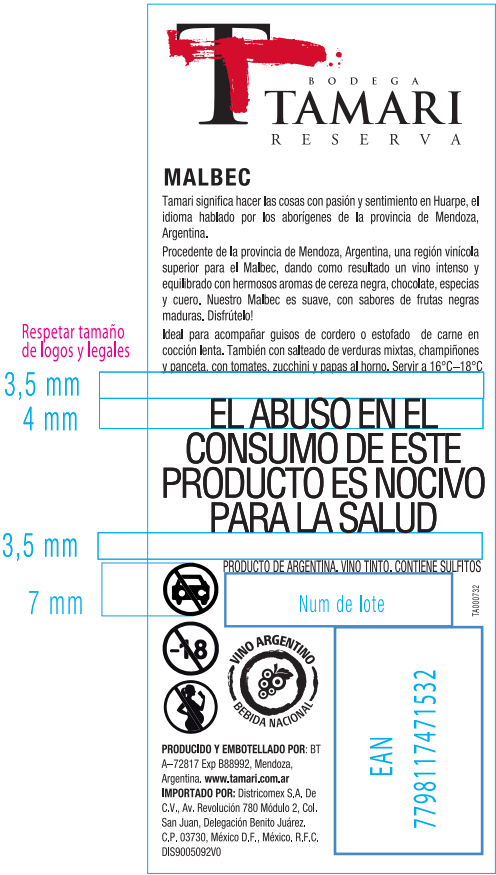 BODEGA
TAMARI
RESERVA
MALBEC
Tamari significa hacer las cosas con pasión y sentimiento en Huarpe, el
idioma hablado por los aborígenes de la provincia de Mendoza,
Argentina.
Procedente de la provincia de Mendoza, Argentina, una región vinícola
superior para el Malbec, dando como resultado un vino intenso y
equilibrado con hermosos aromas de cereza negra, chocolate, especias
y cuero. Nuestro Malbec es suave, con sabores de frutas negras
maduras. Disfrútelo!
Ideal para acompañar guisos de cordero o estofado de carne en
cocción lenta. También con salteado de verduras mixtas, champiñones
y panceta, con tomates, zucchini y papas al horno. Servir a 16°C–18°C
Respetar tamaño
de logos y legales
3,5 mm
4 mm
EL ABUSO EN EL
CONSUMO DE ESTE
PRODUCTO ES NOCIVO
PARA LA SALUD
3,5 mm
PRODUCTO DE ARGENTINA. VINO TINTO. CONTIENE SULFITOS
7 mm
Num de lote
TA000732
-18
VINO ARGENTINO
BEBIDA NACIONAL
EAN
7798117471532
PRODUCIDO Y EMBOTELLADO POR: BT
A–72817 Exp B88992, Mendoza,
Argentina. www.tamari.com.ar
IMPORTADO POR: Districomex S.A. De
C.V., Av. Revolución 780 Módulo 2, Col.
San Juan, Delegación Benito Juárez.
C.P. 03730, México D.F., México. R.F.C.
DIS9005092V0